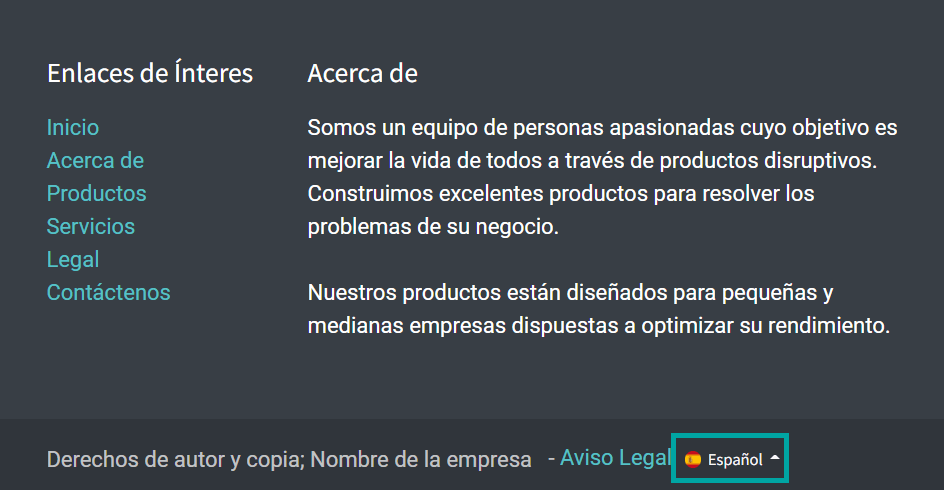 Enlaces de Ínteres
Inicio
Acerca de
Productos
Servicios
Legal
Contáctenos
Acerca de
Somos un equipo de personas apasionadas cuyo objetivo es
mejorar la vida de todos a través de productos disruptivos.
Construimos excelentes productos para resolver los
problemas de su negocio.
Nuestros productos están diseñados para pequeñas y
medianas empresas dispuestas a optimizar su rendimiento.
Derechos de autor y copia; Nombre de la empresa - Aviso Legal Español